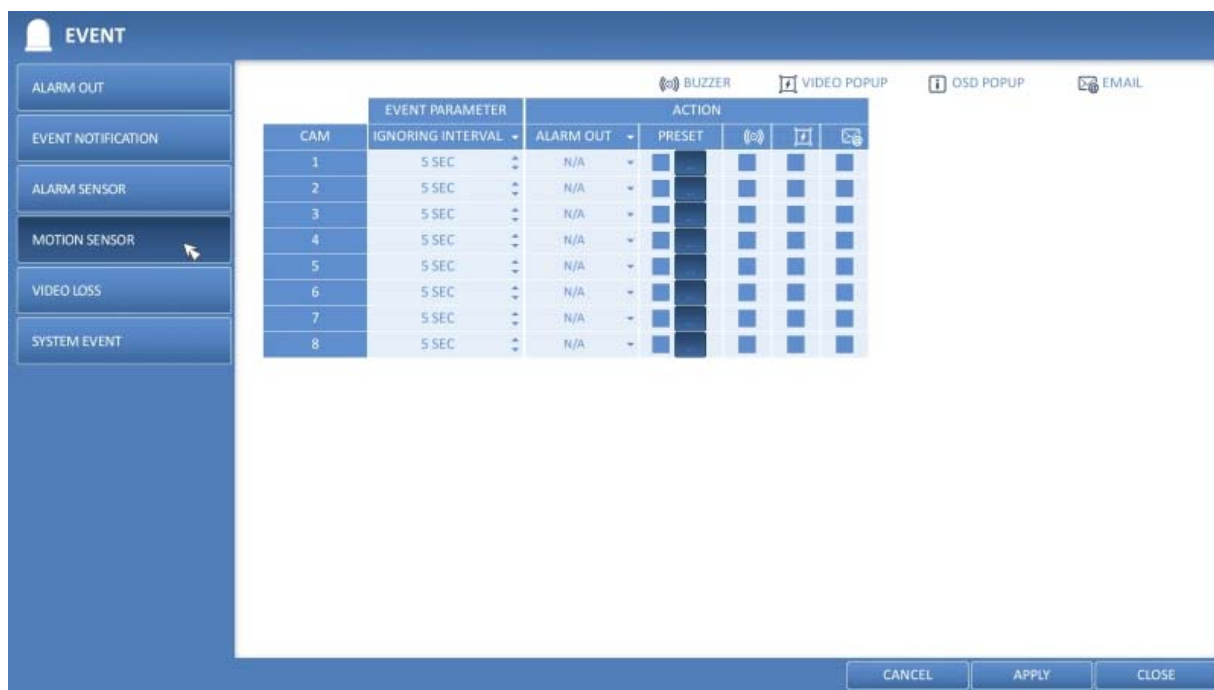 EVENT
ALARM OUT
EVENT NOTIFICATION
ALARM SENSOR
MOTION SENSOR
VIDEO LOSS
SYSTEM EVENT
BUZZER VIDEO POPUP OSD POPUP EMAIL
EVENT PARAMETER ACTION
CAM IGNORING INTERVAL ALARM OUT PRESET
1 5 SEC N/A ...
2 5 SEC N/A ...
3 5 SEC N/A ...
4 5 SEC N/A ...
5 5 SEC N/A ...
6 5 SEC N/A ...
7 5 SEC N/A ...
8 5 SEC N/A ...
CANCEL APPLY CLOSE